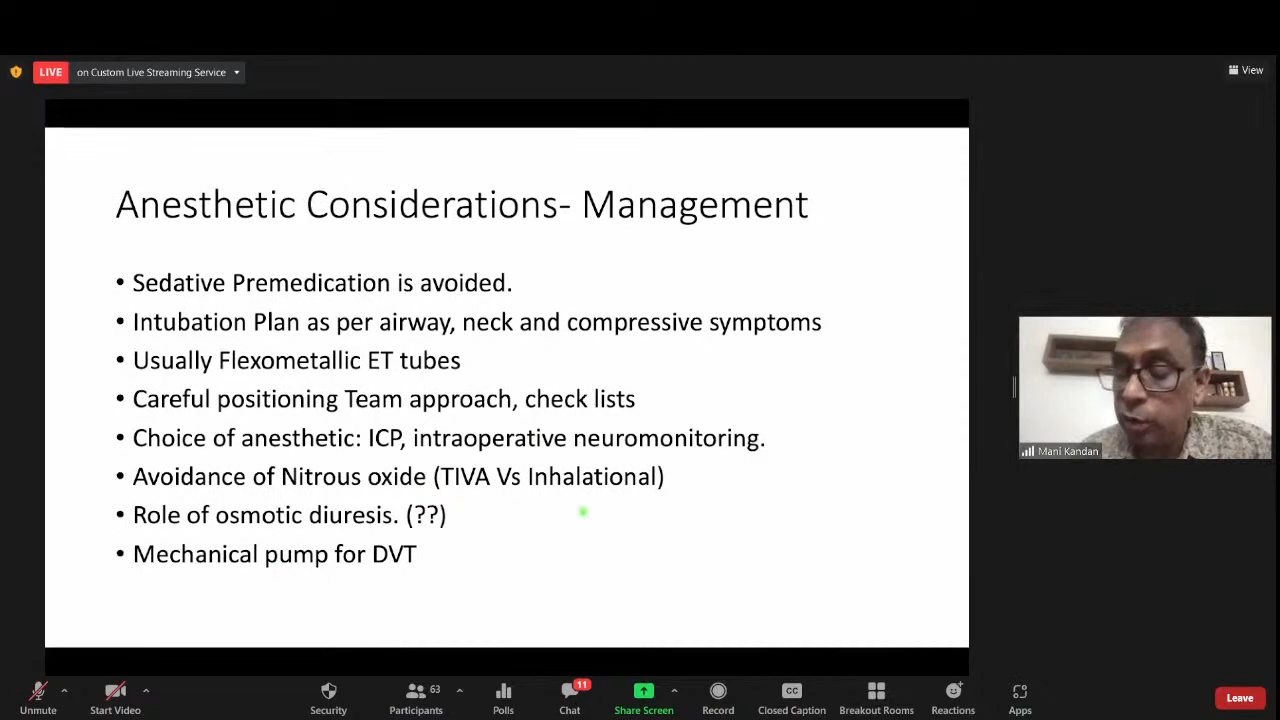 LIVE on Custom Live Streaming Service
View
Anesthetic Considerations- Management
• Sedative Premedication is avoided.
• Intubation Plan as per airway, neck and compressive symptoms
• Usually Flexometallic ET tubes
• Careful positioning Team approach, check lists
• Choice of anesthetic: ICP, intraoperative neuromonitoring.
• Avoidance of Nitrous oxide (TIVA Vs Inhalational)
• Role of osmotic diuresis. (??)
• Mechanical pump for DVT
Mani Kandan
63
11
CC
Unmute Start Video Security Participants Polls Chat Share Screen Record Closed Caption Breakout Rooms Reactions Apps Leave